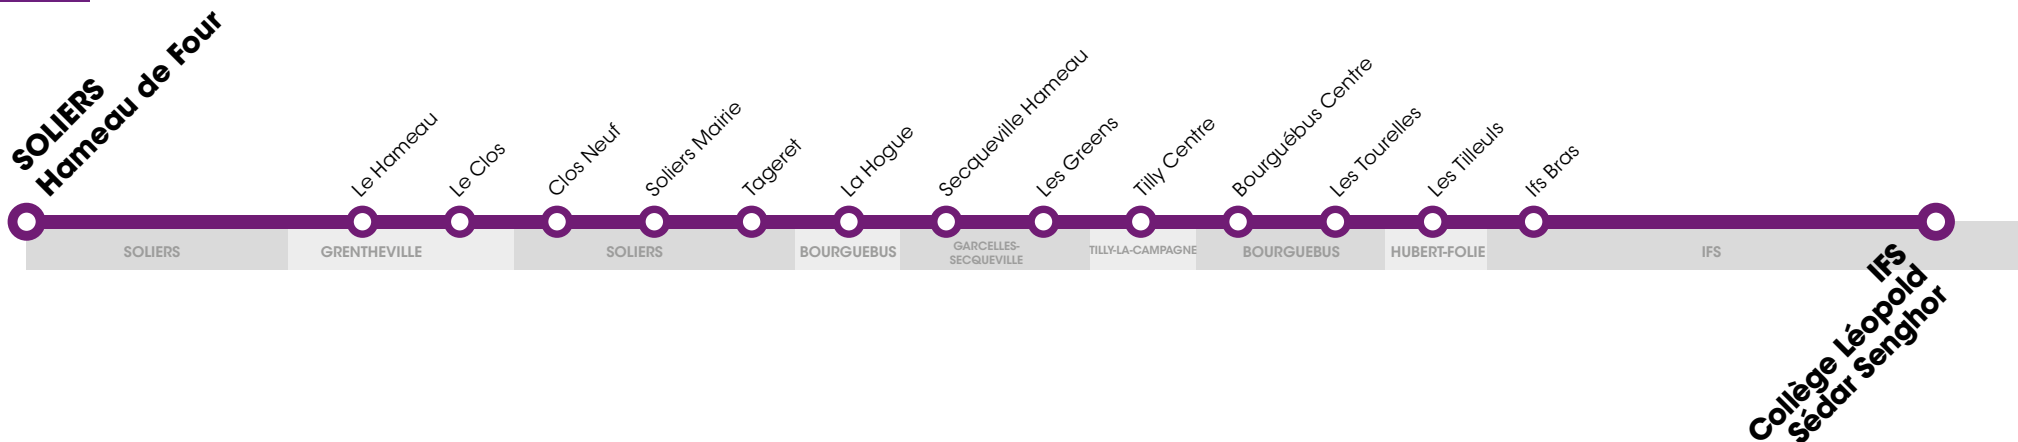 SOLIERS
Hameau de Four
Le Hameau
Le Clos
Clos Neuf
Soliers Mairie
Tageret
La Hogue
Secqueville Hameau
Les Greens
Tilly Centre
Bourguébus Centre
Les Tourelles
Les Tilleuls
Ifs Bras
SOLIERS
GRENTHEVILLE
SOLIERS
BOURGUEBUS
GARCELLES-
SECQUEVILLE
TILLY-LA-CAMPAGNE
BOURGUEBUS
HUBERT-FOLIE
IFS
IFS
Collège Léopold
Sédar Senghor